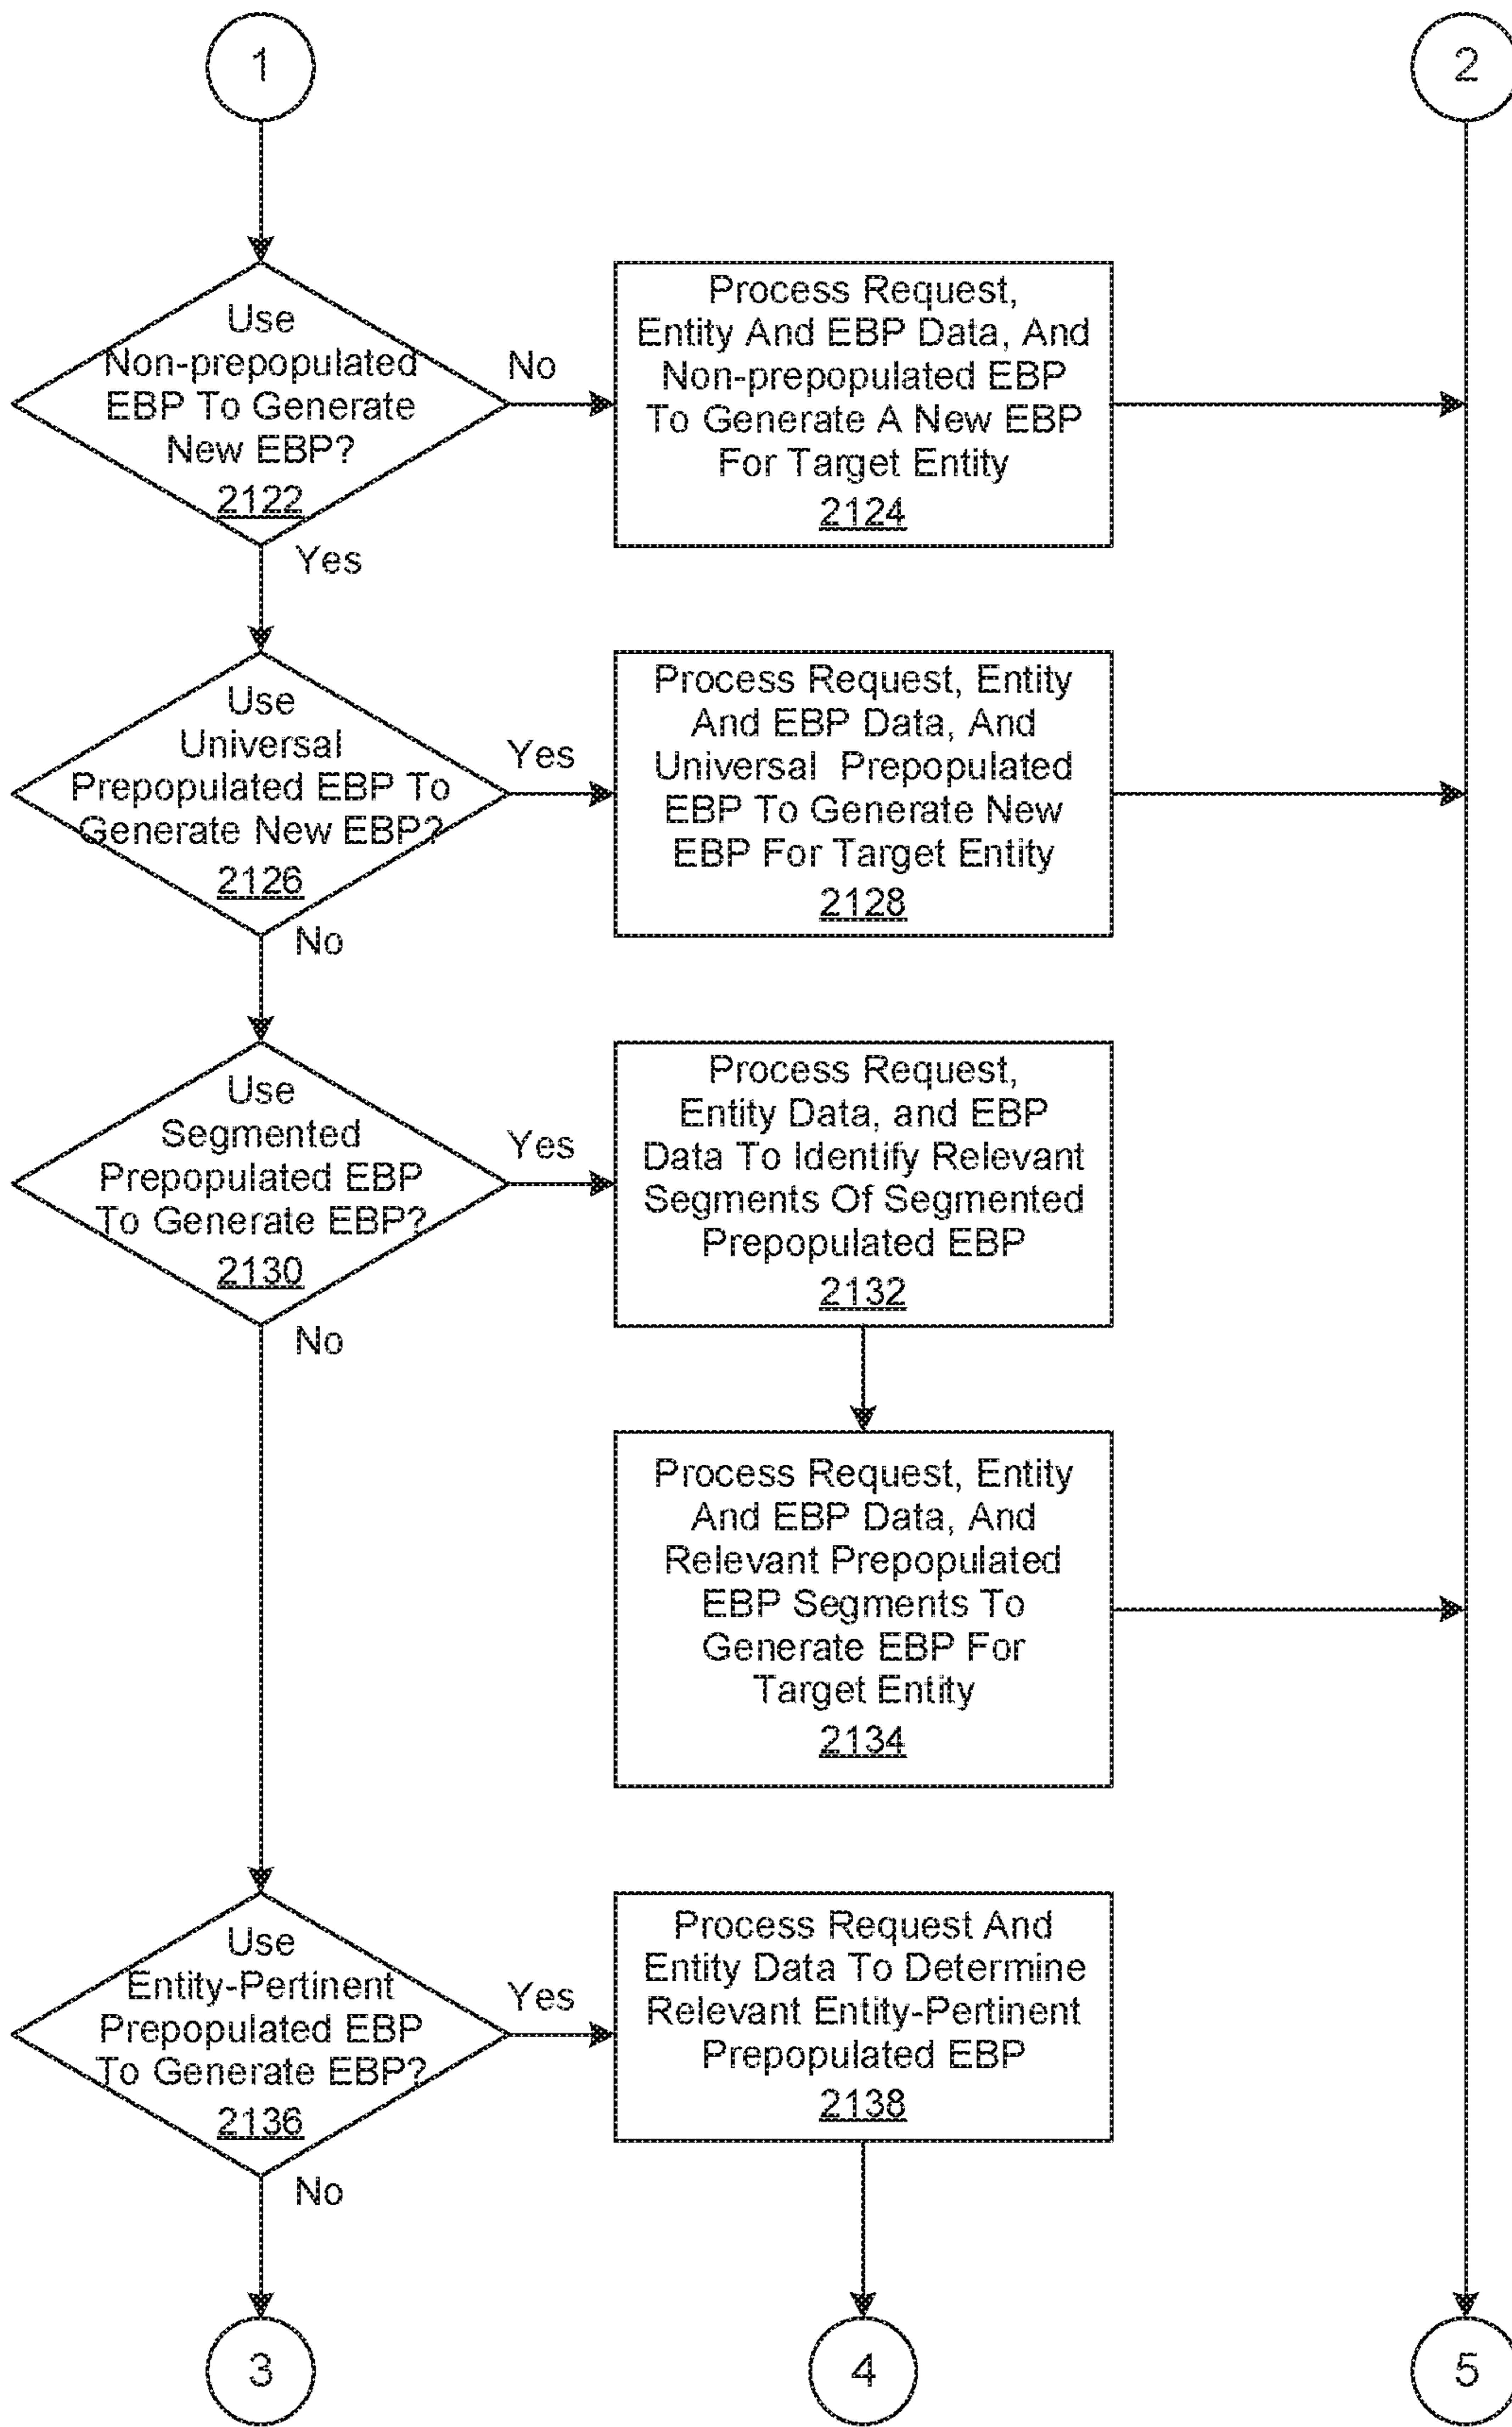 1
2
Use
Non-prepopulated
EBP To Generate
New EBP?
2122
No
Yes
Process Request,
Entity And EBP Data, And
Non-prepopulated EBP
To Generate A New EBP
For Target Entity
2124
Use
Universal
Prepopulated EBP To
Generate New EBP?
2126
Yes
No
Process Request, Entity
And EBP Data, And
Universal Prepopulated
EBP To Generate New
EBP For Target Entity
2128
Use
Segmented
Prepopulated EBP
To Generate EBP?
2130
Yes
No
Process Request,
Entity Data, and EBP
Data To Identify Relevant
Segments Of Segmented
Prepopulated EBP
2132
Process Request, Entity
And EBP Data, And
Relevant Prepopulated
EBP Segments To
Generate EBP For
Target Entity
2134
Use
Entity-Pertinent
Prepopulated EBP
To Generate EBP?
2136
Yes
No
Process Request And
Entity Data To Determine
Relevant Entity-Pertinent
Prepopulated EBP
2138
3
4
5